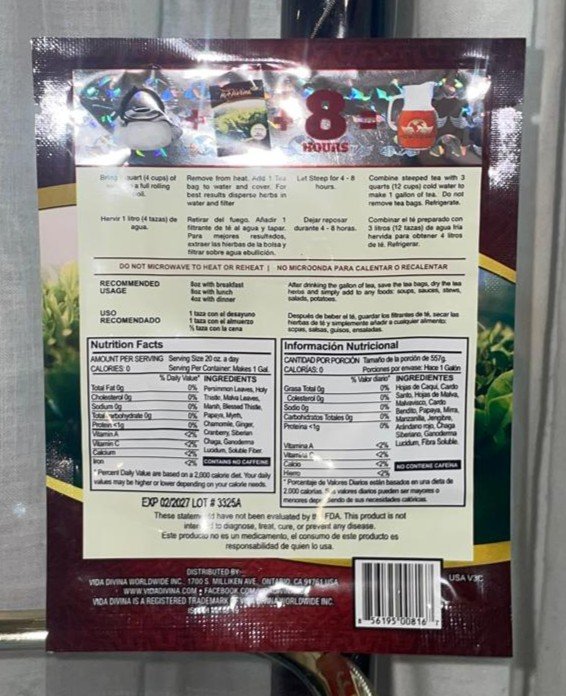 TeDivina
8
HOURS
quart (4 cups) of
a full rolling
Remove from heat. Add 1 Tea
bag to water and cover. For
best results disperse herbs in
water and filter
Let Steep for 4 - 8
hours.
Combine steeped tea with 3
quarts (12 cups) cold water to
make 1 gallon of tea. Do not
remove tea bags. Refrigerate.
Hervir 1 litro (4 tazas) de
agua.
Retirar del fuego. Añadir 1
filtrante de té al agua y tapar.
Para mejores resultados,
extraer las hierbas de la bolsa y
filtrar sobre agua ebullición.
Dejar reposar
durante 4 - 8 horas.
Combinar el té preparado con
3 litros (12 tazas) de agua fría
hervida para obtener 4 litros
de té. Refrigerar.
DO NOT MICROWAVE TO HEAT OR REHEAT | NO MICROONDA PARA CALENTAR O RECALENTAR
RECOMMENDED
USAGE
8oz with breakfast
8oz with lunch
4oz with dinner
After drinking the gallon of tea, save the tea bags, dry the tea
herbs and simply add to any foods: soups, sauces, stews,
salads, potatoes.
USO
RECOMENDADO
1 taza con el desayuno
1 taza con el almuerzo
½ taza con la cena
Después de beber el té, guardar los filtrantes de té, secar las
hierbas de té y simplemente añadir a cualquier alimento:
sopas, salsas, guisos, ensaladas.
Nutrition Facts
AMOUNT PER SERVING Serving Size 20 oz. a day
CALORIES: 0 Serving Per Container: Makes 1 Gal.
% Daily Value* INGREDIENTS
Total Fat 0g 0% Persimmon Leaves, Holy
Cholesterol 0g 0% Thistle, Malva Leaves,
Sodium 0g 0% Marsh, Blessed Thistle,
Total Carbohydrate 0g 0% Papaya, Myrrh,
Protein <1g 0% Chamomile, Ginger,
Vitamin A <2% Cranberry, Siberian
Vitamin C <2% Chaga, Ganoderma
Calcium <2% Lucidum, Soluble Fiber.
Iron <2% CONTAINS NO CAFFEINE
* Percent Daily Value are based on a 2,000 calorie diet. Your daily
values may be higher or lower depending on your calorie needs.
Información Nutricional
CANTIDAD POR PORCIÓN Tamaño de la porción de 557g.
CALORÍAS: 0 Porciones por envase: Hace 1 Galón
% Valor diario* INGREDIENTES
Grasa Total 0g 0% Hojas de Caqui, Cardo
Colesterol 0g 0% Santo, Hojas de Malva,
Sodio 0g 0% Malvavisco, Cardo
Carbohidratos Totales 0g 0% Bendito, Papaya, Mirra,
Proteína <1g 0% Manzanilla, Jengibre,
Arándano rojo, Chaga
Siberiano, Ganoderma
Vitamina A <2% Lucidum, Fibra Soluble.
Vitamina C <2%
Calcio <2% NO CONTIENE CAFEINA
Hierro <2%
* Porcentaje de Valores Diarios están basados en una dieta de
2.000 calorías. Sus valores diarios pueden ser mayores o
menores dependiendo de sus necesidades calóricas.
EXP 02/2027 LOT # 3325A
These have not been evaluated by FDA. This product is not
to diagnose, treat, cure, or prevent any disease.
Este producto no es un medicamento, el consumo de este producto es
responsabilidad de quien lo usa.
DISTRIBUTED BY:
VIDA DIVINA WORLDWIDE INC. 1700 S. MILLIKEN AVE. ONTARIO, CA 91761 USA
WWW.VIDADIVINA.COM • FACEBOOK.COM
VIDA DIVINA IS A REGISTERED TRADEMARK WORLDWIDE INC.
USA V3C
8 56195 00816 7